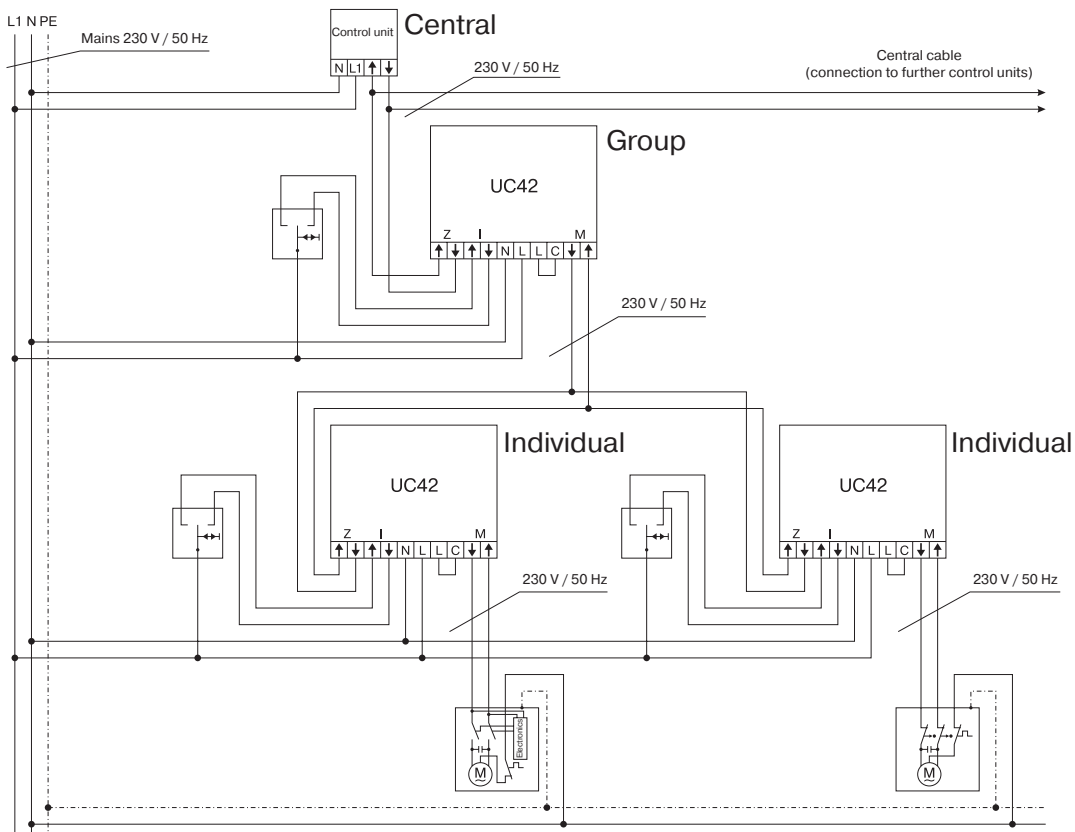 L1 N PE
Mains 230 V / 50 Hz
Control unit
Central
N L1 ↑ ↓
230 V / 50 Hz
Central cable
(connection to further control units)
Group
UC42
Z I M
↑ ↓ ↑ ↓ N L L C ↓ ↑
230 V / 50 Hz
Individual
UC42
Z I M
↑ ↓ ↑ ↓ N L L C ↓ ↑
230 V / 50 Hz
Electronics
M
~
Individual
UC42
Z I M
↑ ↓ ↑ ↓ N L L C ↓ ↑
230 V / 50 Hz
M
~